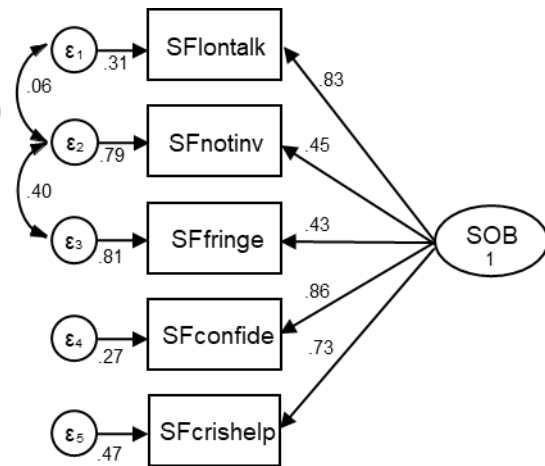 ε1 .31 SFlontalk .83
.06
ε2 .79 SFnotinv .45
.40
ε3 .81 SFfringe .43
SOB
1
ε4 .27 SFconfide .86
ε5 .47 SFcrishelp .73